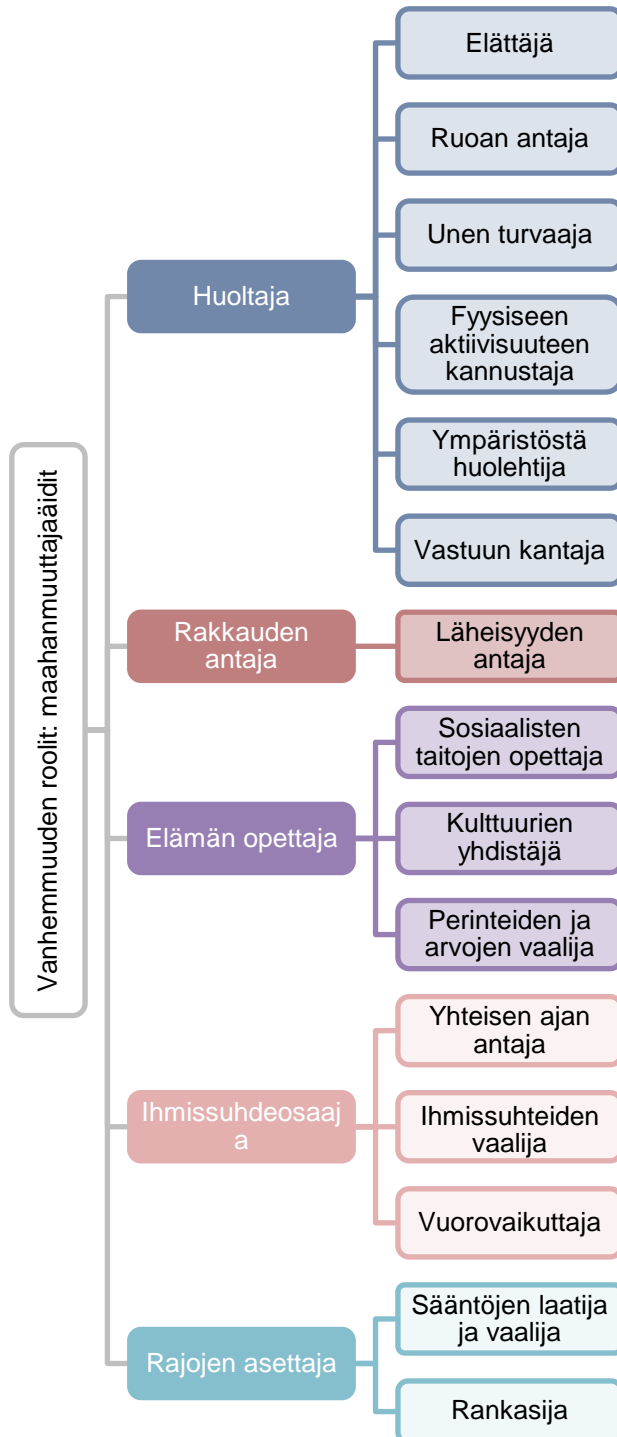 Vanhemmuuden roolit: maahanmuuttajaäidit
Huoltaja
Elättäjä
Ruoan antaja
Unen turvaaja
Fyysiseen
aktiivisuuteen
kannustaja
Ympäristöstä
huolehtija
Vastuun kantaja
Rakkauden
antaja
Läheisyyden
antaja
Elämän opettaja
Sosiaalisten
taitojen opettaja
Kulttuurien
yhdistäjä
Perinteiden ja
arvojen vaalija
Ihmissuhdeosaaj
a
Yhteisen ajan
antaja
Ihmissuhteiden
vaalija
Vuorovaikuttaja
Rajojen asettaja
Sääntöjen laatija
ja vaalija
Rankasija